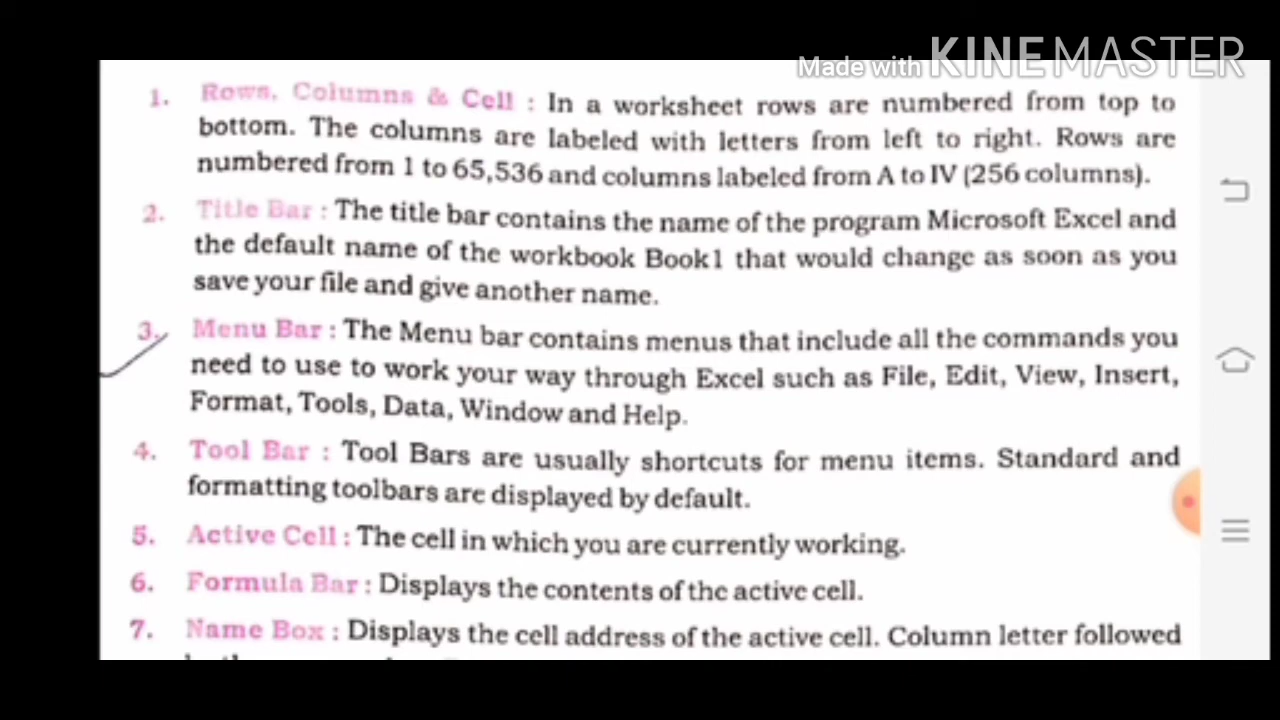 Made with KINEMASTER
1. Rows, Columns & Cell : In a worksheet rows are numbered from top to
bottom. The columns are labeled with letters from left to right. Rows are
numbered from 1 to 65,536 and columns labeled from A to IV (256 columns).
2. Title Bar : The title bar contains the name of the program Microsoft Excel and
the default name of the workbook Book1 that would change as soon as you
save your file and give another name.
3. Menu Bar : The Menu bar contains menus that include all the commands you
need to use to work your way through Excel such as File, Edit, View, Insert,
Format, Tools, Data, Window and Help.
4. Tool Bar : Tool Bars are usually shortcuts for menu items. Standard and
formatting toolbars are displayed by default.
5. Active Cell : The cell in which you are currently working.
6. Formula Bar : Displays the contents of the active cell.
7. Name Box : Displays the cell address of the active cell. Column letter followed